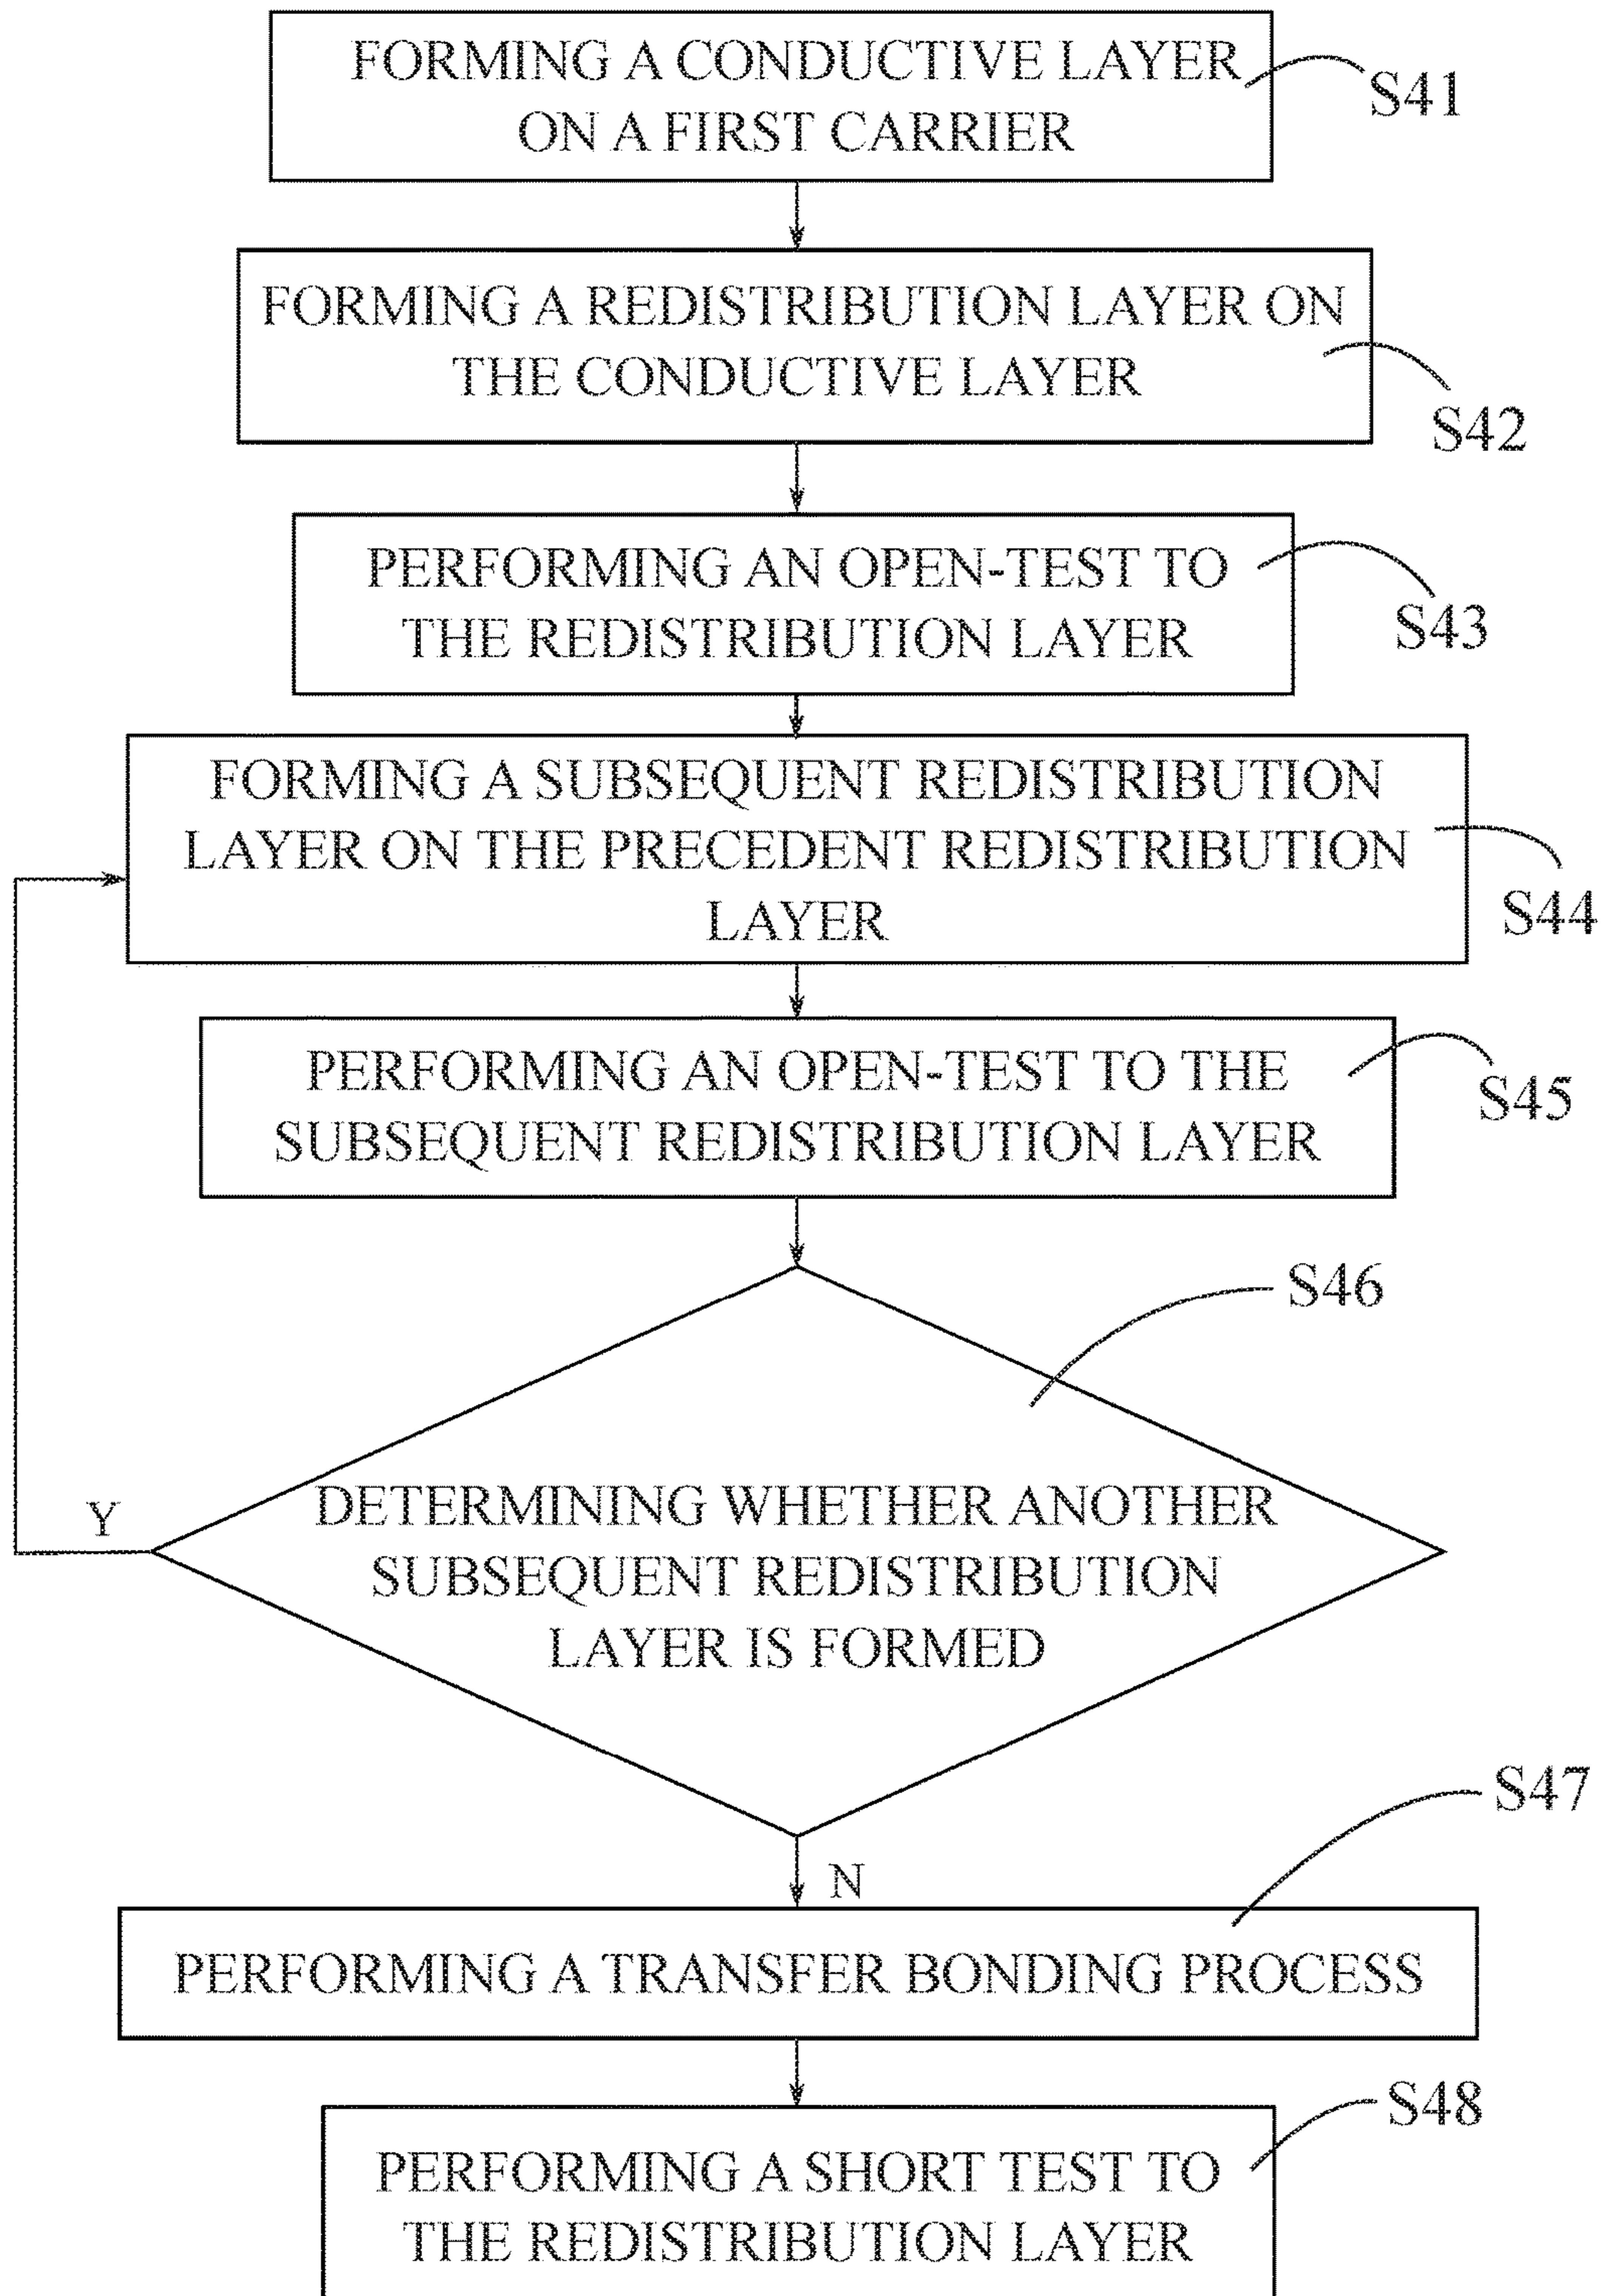 FORMING A CONDUCTIVE LAYER
ON A FIRST CARRIER
S41
FORMING A REDISTRIBUTION LAYER ON
THE CONDUCTIVE LAYER
S42
PERFORMING AN OPEN-TEST TO
THE REDISTRIBUTION LAYER
S43
FORMING A SUBSEQUENT REDISTRIBUTION
LAYER ON THE PRECEDENT REDISTRIBUTION
LAYER
S44
PERFORMING AN OPEN-TEST TO THE
SUBSEQUENT REDISTRIBUTION LAYER
S45
S46
DETERMINING WHETHER ANOTHER
SUBSEQUENT REDISTRIBUTION
LAYER IS FORMED
Y
N
S47
PERFORMING A TRANSFER BONDING PROCESS
S48
PERFORMING A SHORT TEST TO
THE REDISTRIBUTION LAYER